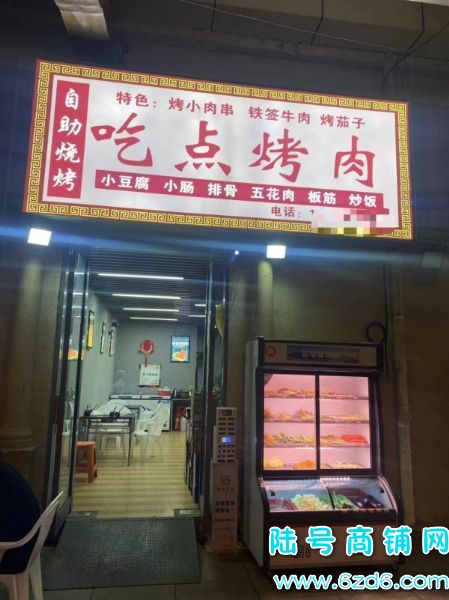 自助烧烤
特色：烤小肉串 铁签牛肉 烤茄子
吃点烤肉
小豆腐 小肠 排骨 五花肉 板筋 炒饭
电话：1
陆号商铺网
www.6zd6.com